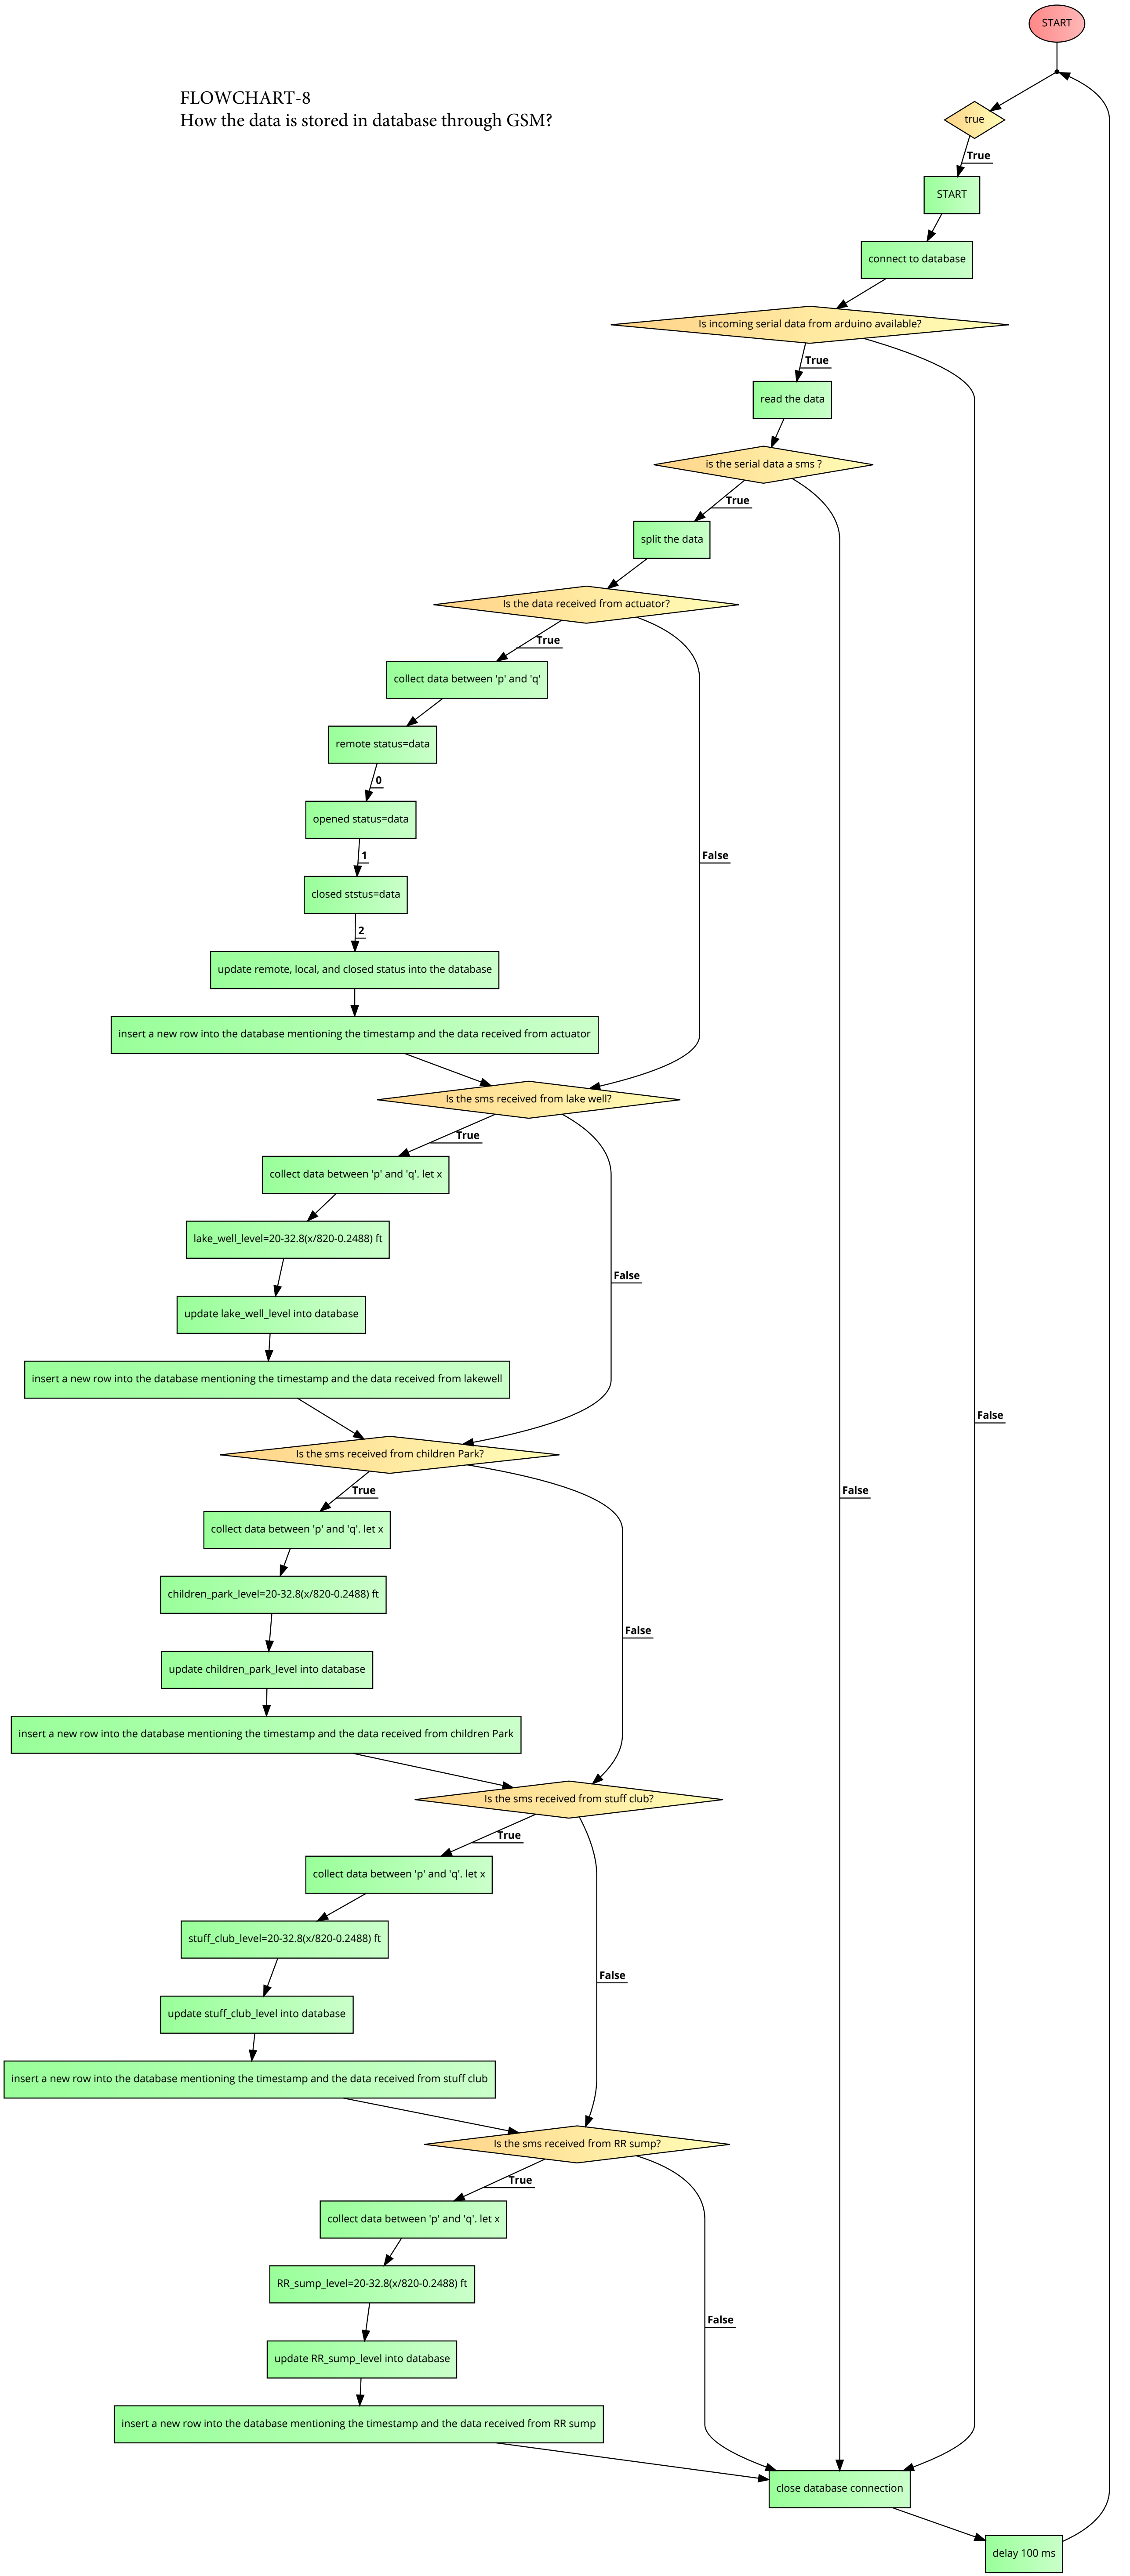 START
FLOWCHART-8
How the data is stored in database through GSM?
true
True
START
connect to database
Is incoming serial data from arduino available?
True
read the data
is the serial data a sms ?
True
split the data
Is the data received from actuator?
True
collect data between 'p' and 'q'
remote status=data
0
opened status=data
1
False
closed ststus=data
2
update remote, local, and closed status into the database
insert a new row into the database mentioning the timestamp and the data received from actuator
Is the sms received from lake well?
True
collect data between 'p' and 'q'. let x
lake_well_level=20-32.8(x/820-0.2488) ft
False
update lake_well_level into database
insert a new row into the database mentioning the timestamp and the data received from lakewell
False
Is the sms received from children Park?
True
False
collect data between 'p' and 'q'. let x
children_park_level=20-32.8(x/820-0.2488) ft
False
update children_park_level into database
insert a new row into the database mentioning the timestamp and the data received from children Park
Is the sms received from stuff club?
True
collect data between 'p' and 'q'. let x
stuff_club_level=20-32.8(x/820-0.2488) ft
False
update stuff_club_level into database
insert a new row into the database mentioning the timestamp and the data received from stuff club
Is the sms received from RR sump?
True
collect data between 'p' and 'q'. let x
RR_sump_level=20-32.8(x/820-0.2488) ft
False
update RR_sump_level into database
insert a new row into the database mentioning the timestamp and the data received from RR sump
close database connection
delay 100 ms